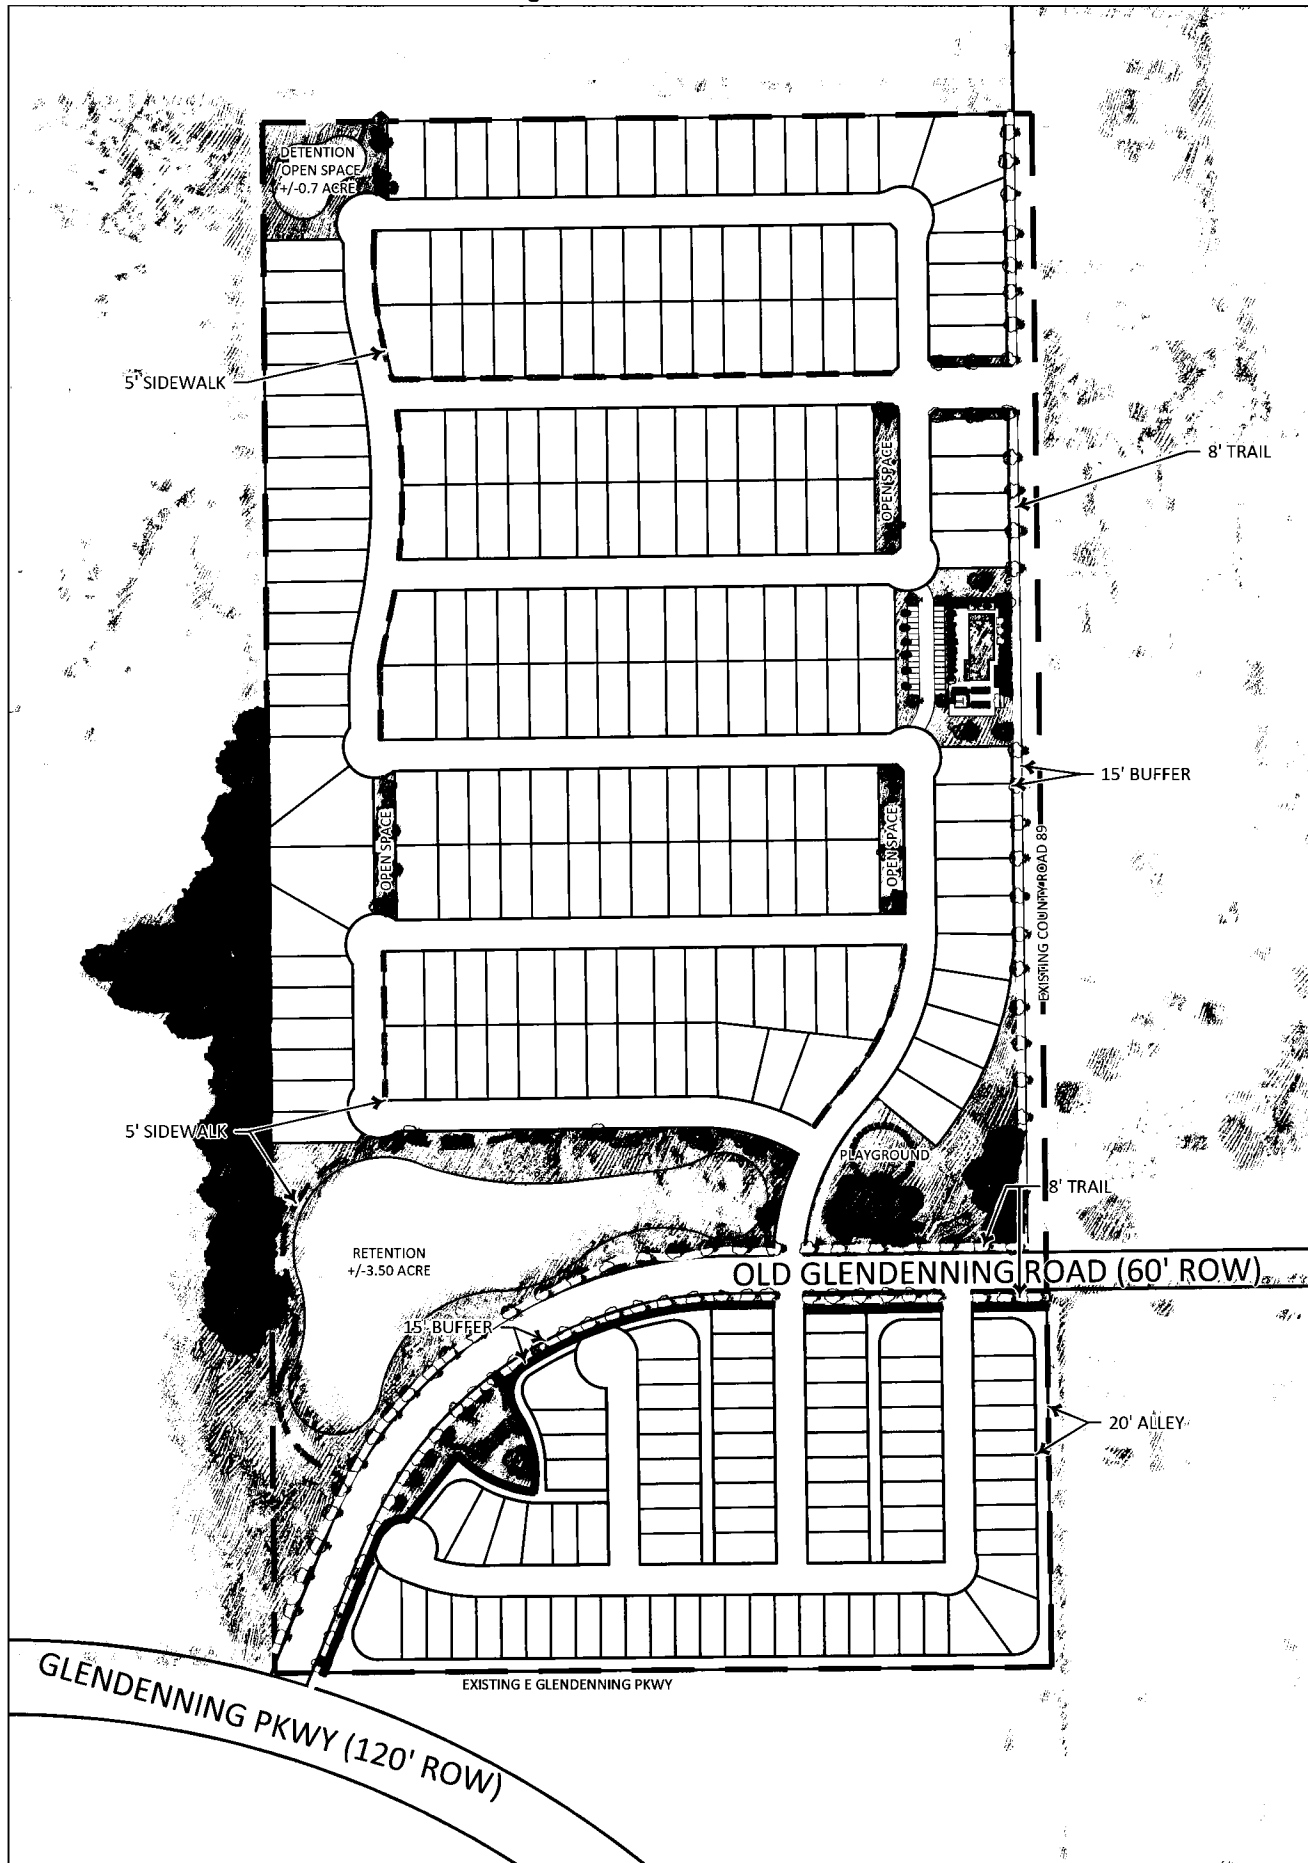 DETENTION
OPEN SPACE
+/-0.7 ACRE
5' SIDEWALK
OPEN SPACE
8' TRAIL
15' BUFFER
OPEN SPACE
OPEN SPACE
EXISTING COUNTY ROAD 89
5' SIDEWALK
PLAYGROUND
8' TRAIL
RETENTION
+/-3.50 ACRE
OLD GLENDENNING ROAD (60' ROW)
15' BUFFER
20' ALLEY
EXISTING E GLENDENNING PKWY
GLENDENNING PKWY (120' ROW)